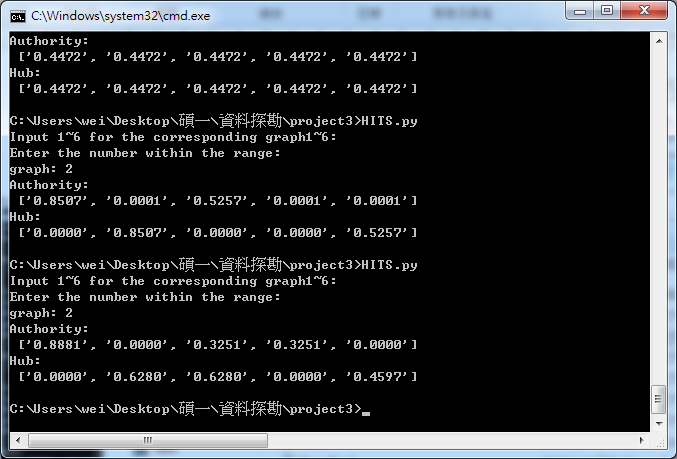 C:\Windows\system32\cmd.exe
Authority:
['0.4472', '0.4472', '0.4472', '0.4472', '0.4472']
Hub:
['0.4472', '0.4472', '0.4472', '0.4472', '0.4472']
C:\Users\wei\Desktop\碩一\資料探勘\project3>HITS.py
Input 1~6 for the corresponding graph1~6:
Enter the number within the range:
graph: 2
Authority:
['0.8507', '0.0001', '0.5257', '0.0001', '0.0001']
Hub:
['0.0000', '0.8507', '0.0000', '0.0000', '0.5257']
C:\Users\wei\Desktop\碩一\資料探勘\project3>HITS.py
Input 1~6 for the corresponding graph1~6:
Enter the number within the range:
graph: 2
Authority:
['0.8881', '0.0000', '0.3251', '0.3251', '0.0000']
Hub:
['0.0000', '0.6280', '0.6280', '0.0000', '0.4597']
C:\Users\wei\Desktop\碩一\資料探勘\project3>_